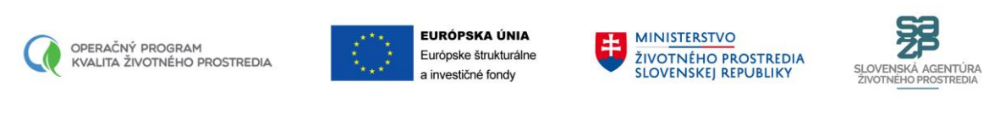 OPERAČNÝ PROGRAM
KVALITA ŽIVOTNÉHO PROSTREDIA
EURÓPSKA ÚNIA
Európske štrukturálne
a investičné fondy
MINISTERSTVO
ŽIVOTNÉHO PROSTREDIA
SLOVENSKEJ REPUBLIKY
SAŽP
SLOVENSKÁ AGENTÚRA
ŽIVOTNÉHO PROSTREDIA